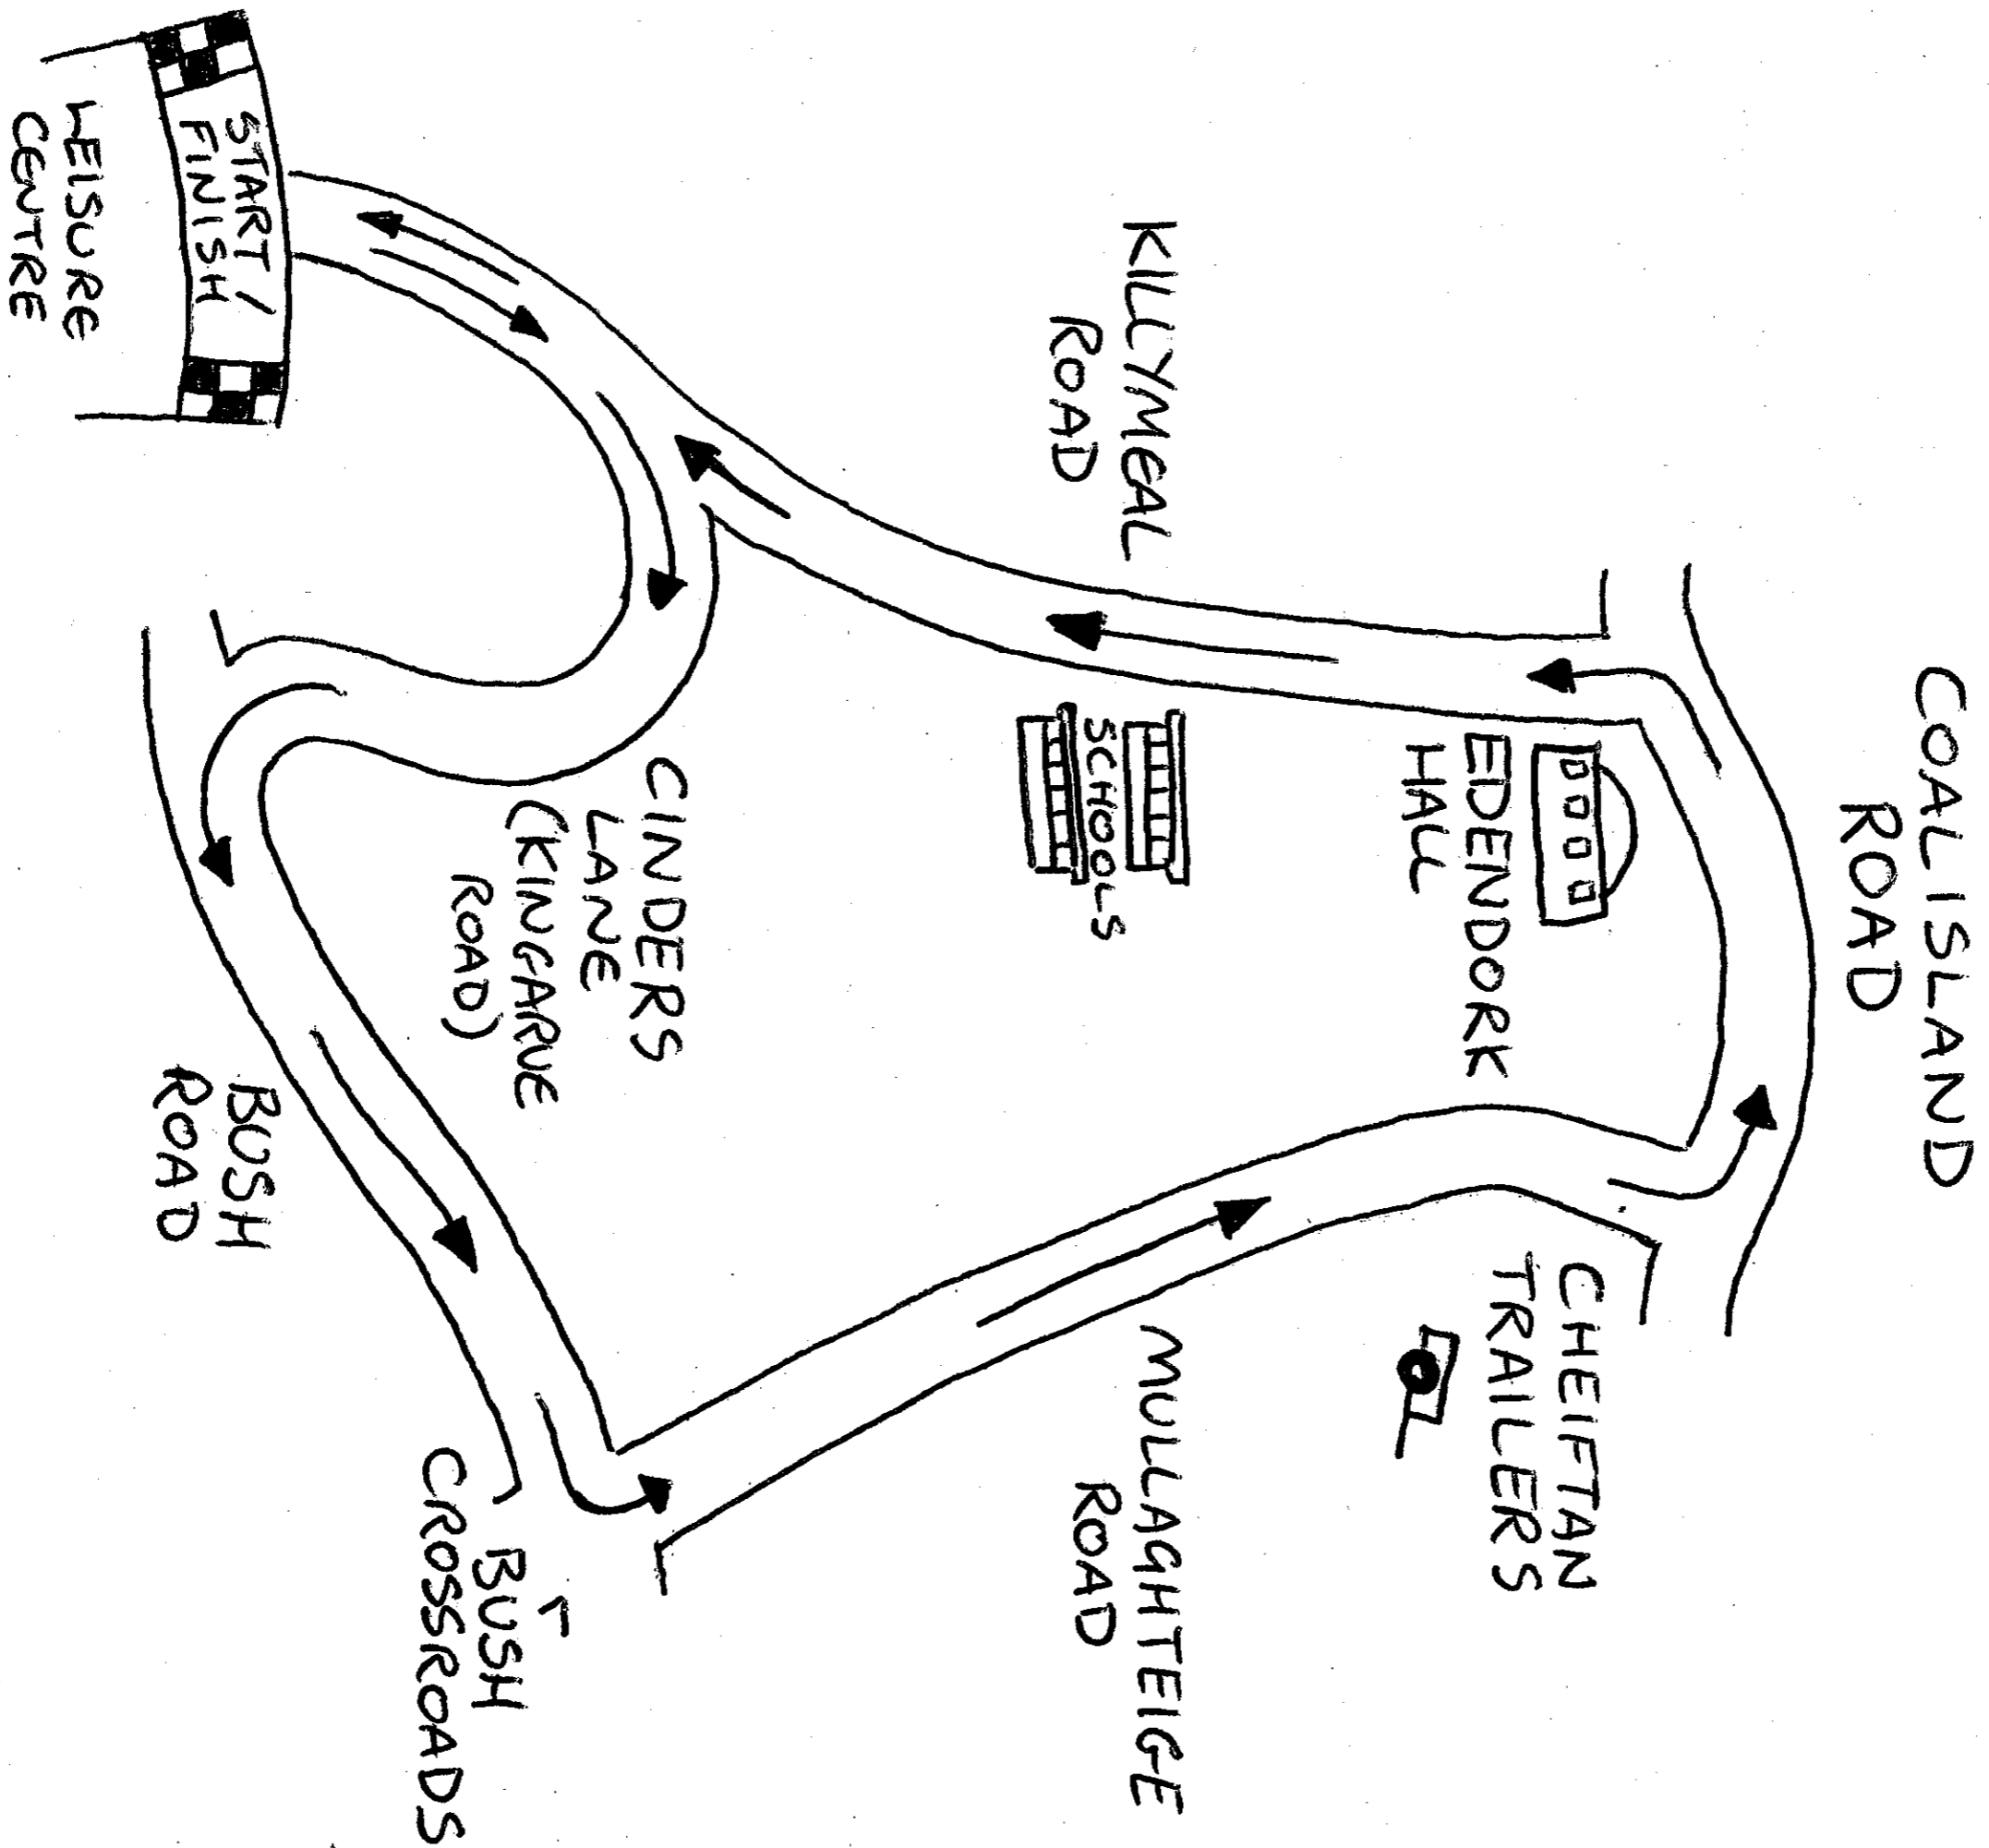 COALISLAND
ROAD
KILLYMEAL
ROAD
EDENDORK
HALL
CHEIFTAN
TRAILERS
SCHOOLS
MULLAGHTEIGE
ROAD
CINDERS
LANE
(KINGARVE
ROAD)
START /
FINISH
LEISURE
CENTRE
BUSH
ROAD
BUSH
CROSSROADS